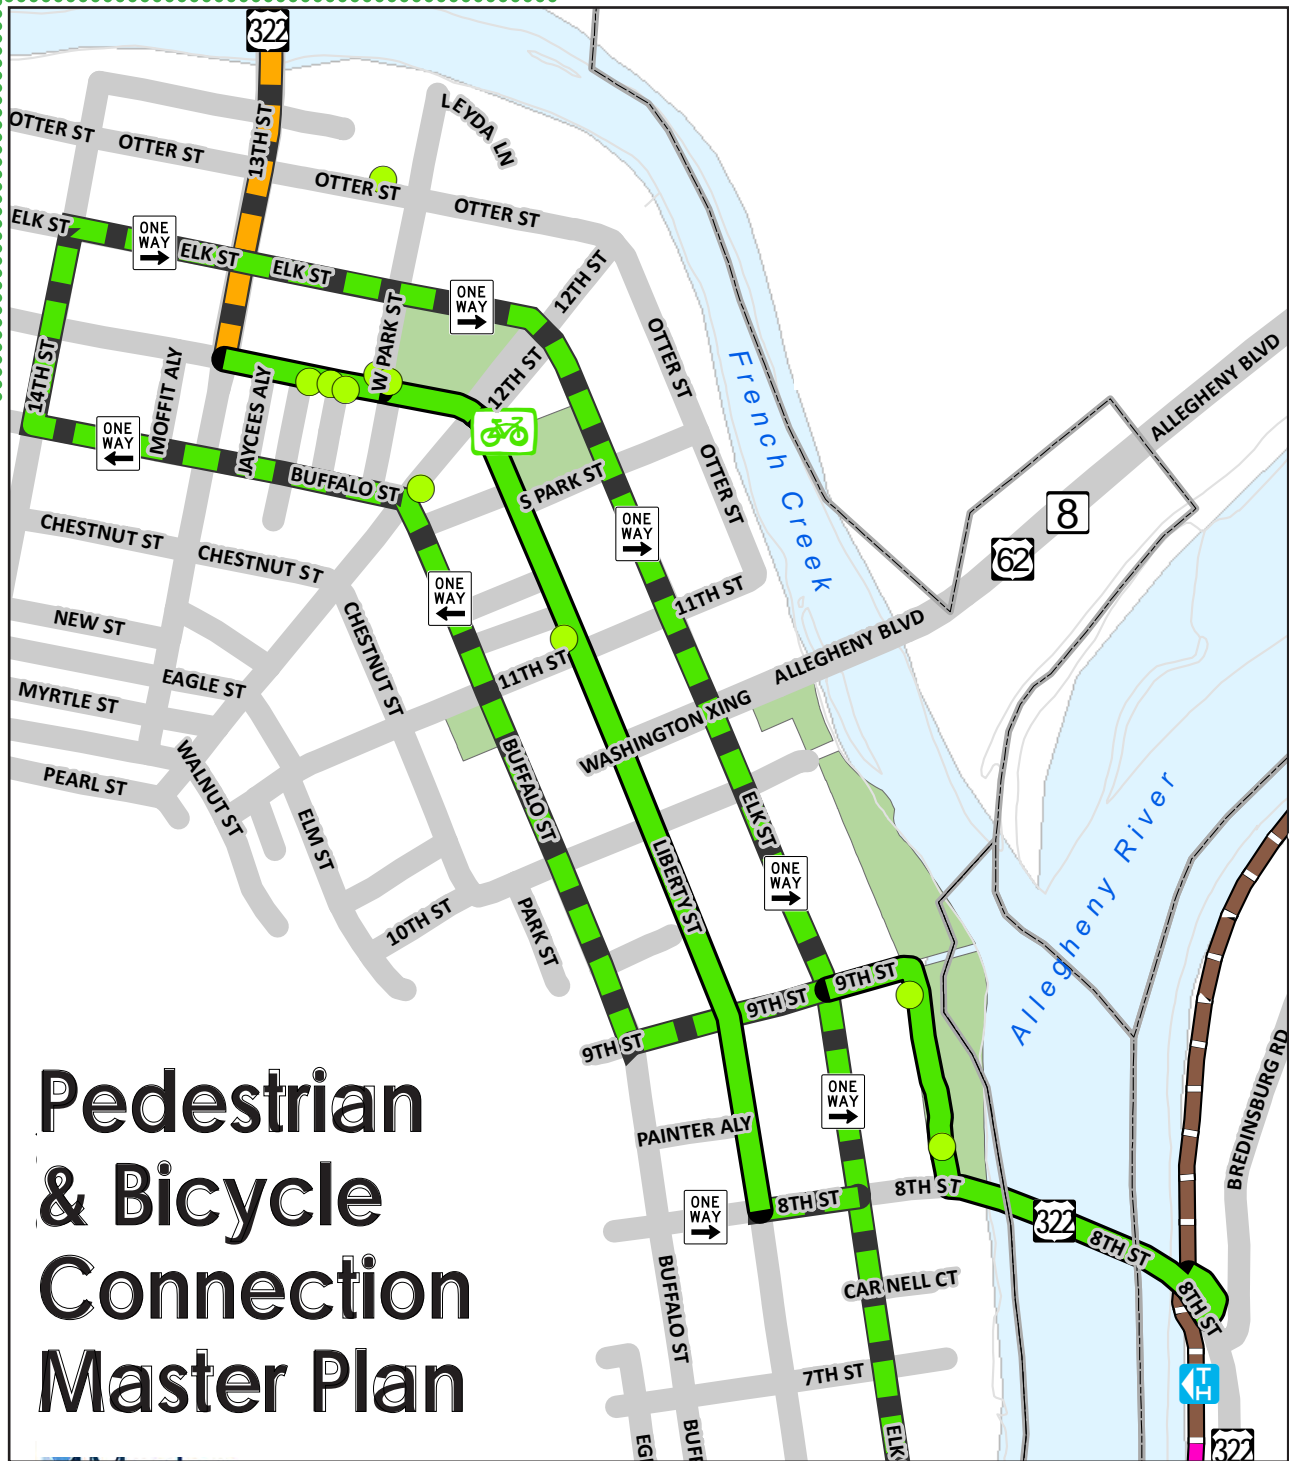 322
LEYDA LN
OTTER ST
OTTER ST
13TH ST
OTTER ST
OTTER ST
ELK ST
ONE
WAY
ELK ST
ELK ST
ONE
WAY
12TH ST
W PARK ST
OTTER ST
12TH ST
14TH ST
MOFFIT ALY
JAYCEES ALY
ONE
WAY
BUFFALO ST
S PARK ST
OTTER ST
French Creek
ALLEGHENY BLVD
8
62
CHESTNUT ST
CHESTNUT ST
ONE
WAY
ONE
WAY
11TH ST
NEW ST
CHESTNUT ST
ALLEGHENY BLVD
EAGLE ST
11TH ST
MYRTLE ST
WASHINGTON XING
PEARL ST
WALNUT ST
BUFFALO ST
ELK ST
ELM ST
LIBERTY ST
ONE
WAY
10TH ST
PARK ST
Allegheny River
9TH ST
9TH ST
9TH ST
ONE
WAY
PAINTER ALY
BREDINSBURG RD
8TH ST
8TH ST
ONE
WAY
322
8TH ST
8TH ST
BUFFALO ST
CARNELL CT
7TH ST
TH
ELK
EGL
BUFF
322
Pedestrian
& Bicycle
Connection
Master Plan